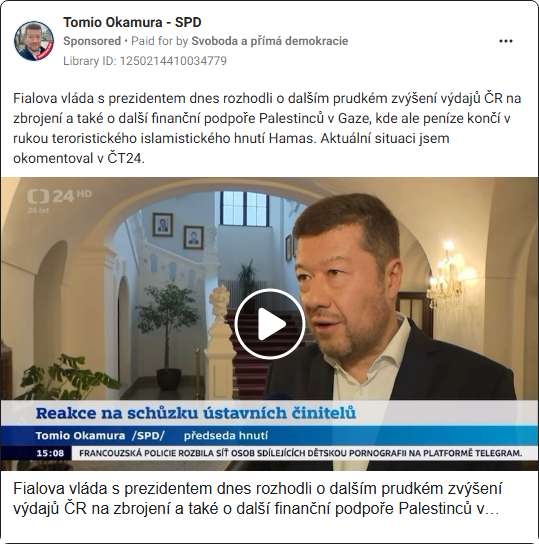 Tomio Okamura - SPD
Sponsored • Paid for by Svoboda a přímá demokracie
Library ID: 1250214410034779
Fialova vláda s prezidentem dnes rozhodli o dalším prudkém zvýšení výdajů ČR na
zbrojení a také o další finanční podpoře Palestinců v Gaze, kde ale peníze končí v
rukou teroristického islamistického hnutí Hamas. Aktuální situaci jsem
okomentoval v ČT24.
24 HD
20 let
Reakce na schůzku ústavních činitelů
Tomio Okamura /SPD/ předseda hnutí
15:08 FRANCOUZSKÁ POLICIE ROZBILA SÍŤ OSOB SDÍLEJÍCÍCH DĚTSKOU PORNOGRAFII NA PLATFORMĚ TELEGRAM.
Fialova vláda s prezidentem dnes rozhodli o dalším prudkém zvýšení
výdajů ČR na zbrojení a také o další finanční podpoře Palestinců v…